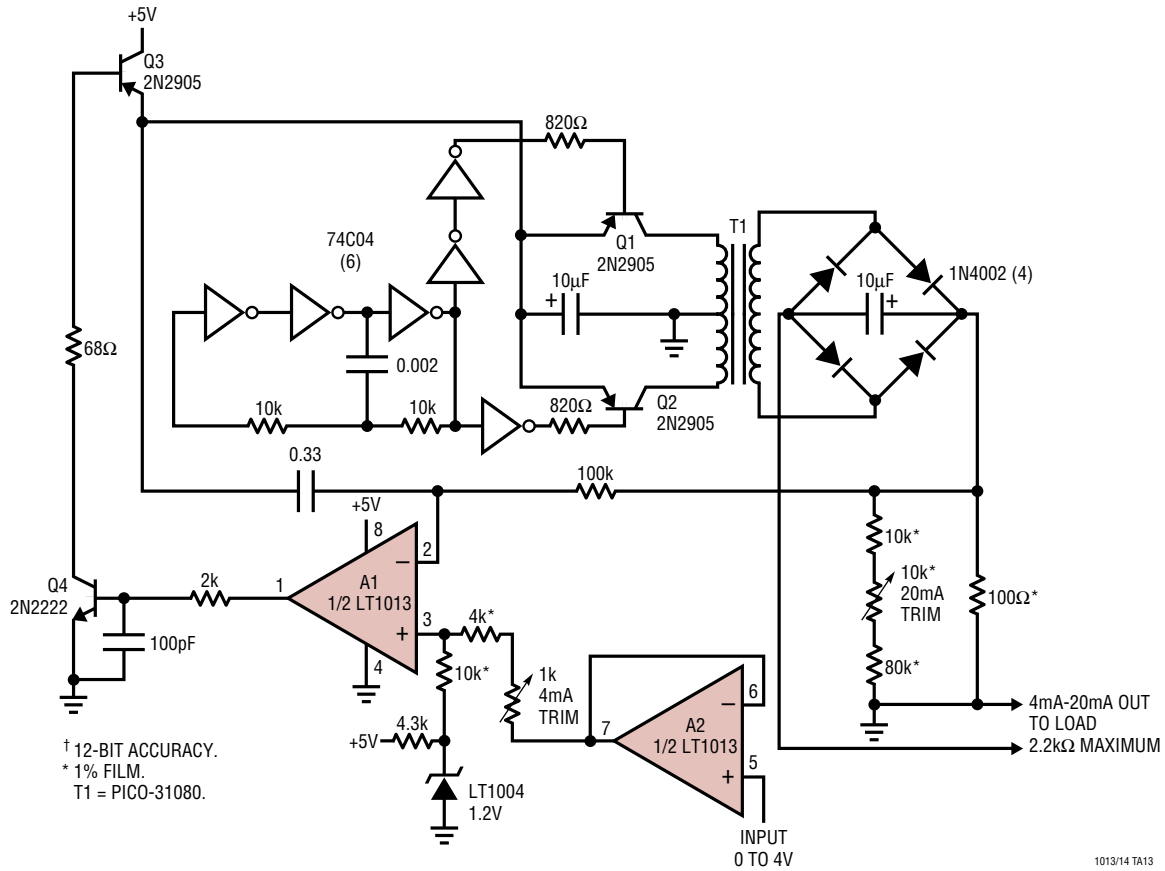 +5V
Q3
2N2905
820Ω
74C04
(6)
Q1
2N2905
T1
10µF
+
10µF
+
1N4002 (4)
68Ω
0.002
10k
10k
820Ω
Q2
2N2905
0.33
100k
+5V
8
2
–
A1
1/2 LT1013
1
3
+
4
2k
Q4
2N2222
100pF
4k*
10k*
1k
4mA
TRIM
10k*
10k*
20mA
TRIM
80k*
100Ω*
4.3k
+5V
LT1004
1.2V
7
6
–
A2
1/2 LT1013
5
+
INPUT
0 TO 4V
4mA-20mA OUT
TO LOAD
2.2kΩ MAXIMUM
† 12-BIT ACCURACY.
* 1% FILM.
T1 = PICO-31080.
1013/14 TA13